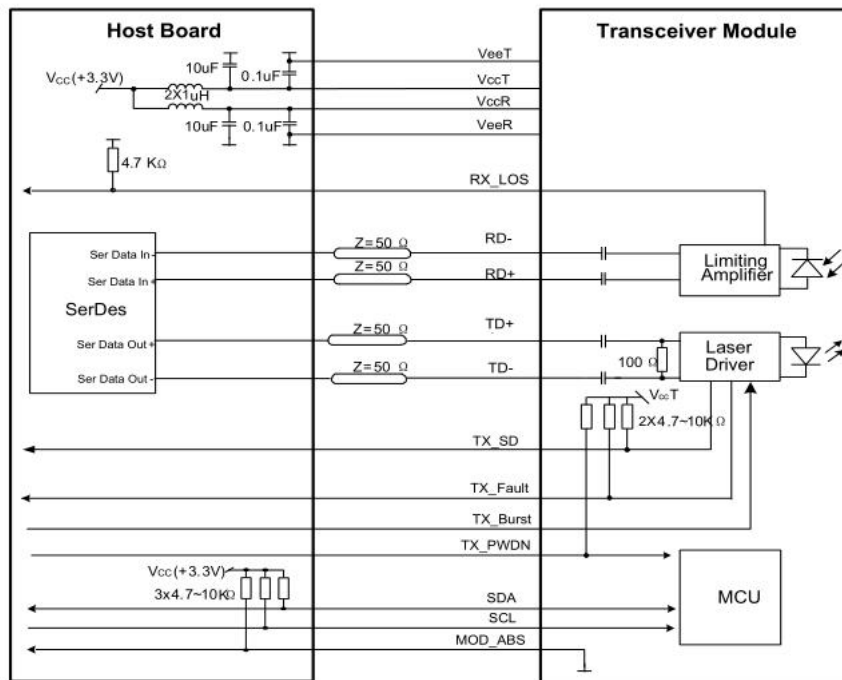 Host Board
Transceiver Module
VeeT
10uF
0.1uF
Vcc(+3.3V)
VccT
2X1uH
VccR
10uF
0.1uF
VeeR
4.7 KΩ
RX_LOS
Z=50 Ω
RD-
Ser Data In-
Z=50 Ω
RD+
Ser Data In+
Limiting
Amplifier
SerDes
Z=50 Ω
TD+
Ser Data Out+
100 Ω
Laser
Driver
Z=50 Ω
TD-
Ser Data Out-
VccT
2X4.7~10KΩ
TX_SD
TX_Fault
TX_Burst
TX_PWDN
Vcc(+3.3V)
3x4.7~10KΩ
SDA
MCU
SCL
MOD_ABS